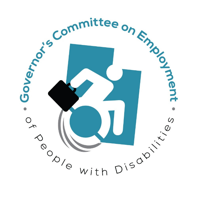 Governor's Committee on Employment
of People with Disabilities